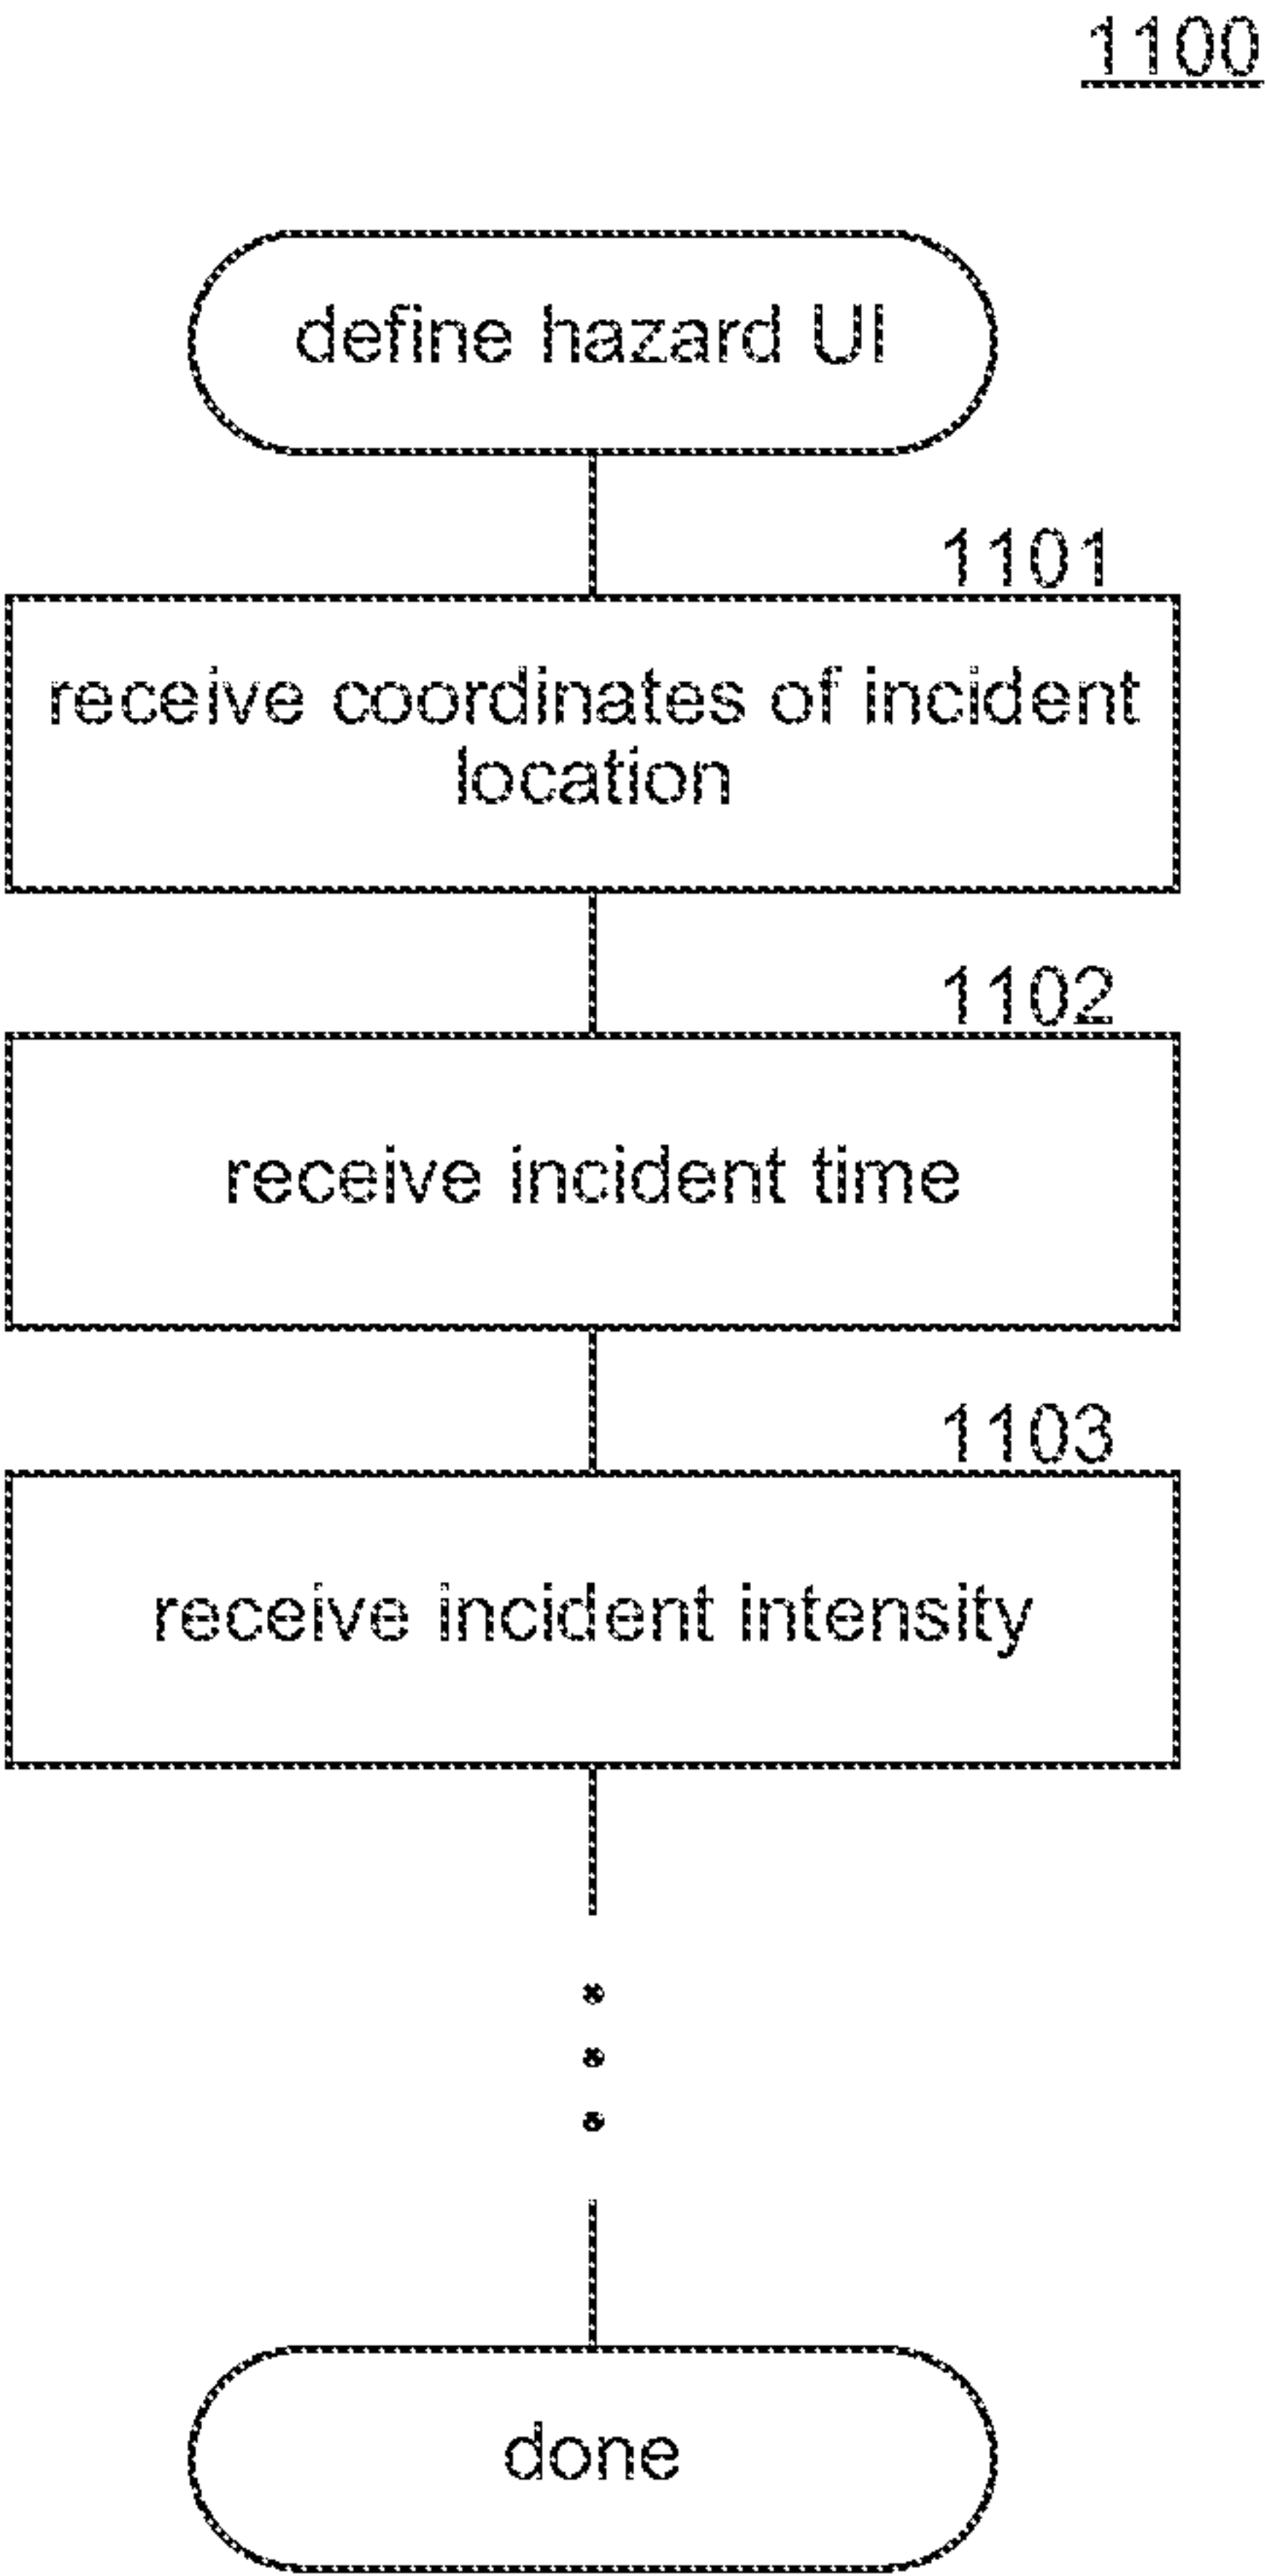 1100
define hazard UI
1101
receive coordinates of incident
location
1102
receive incident time
1103
receive incident intensity
done